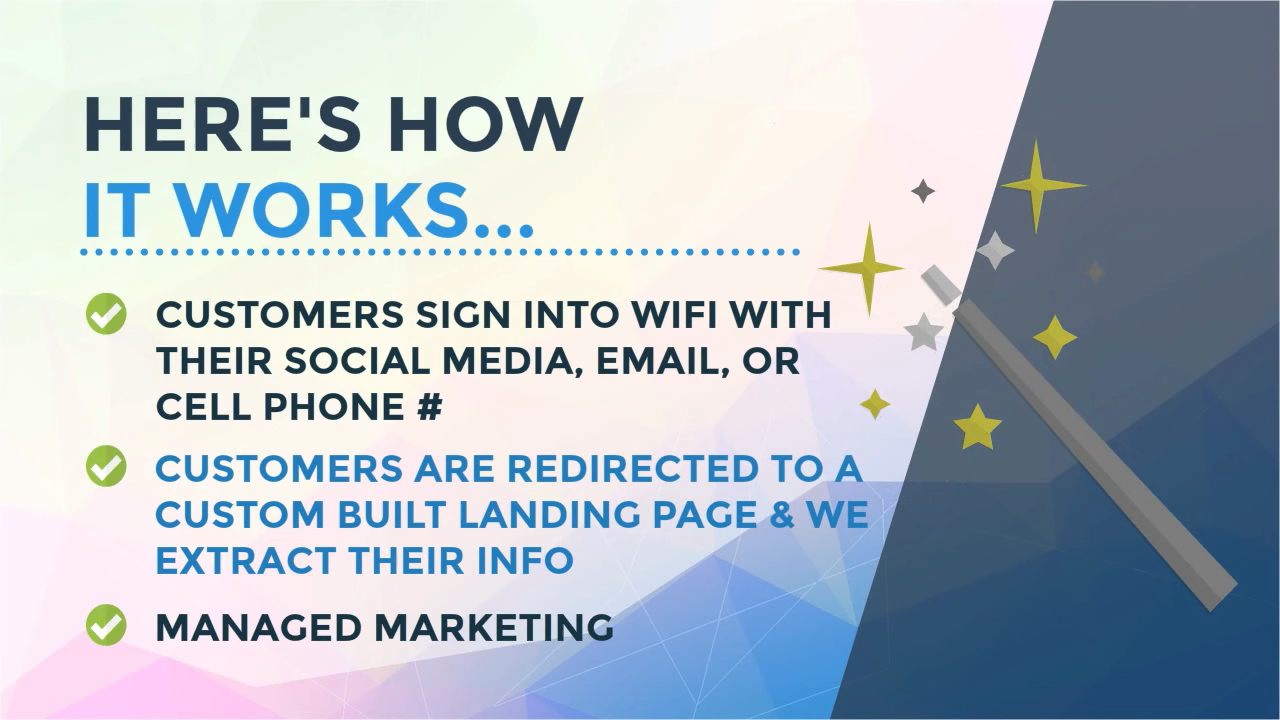 HERE'S HOW
IT WORKS...
CUSTOMERS SIGN INTO WIFI WITH
THEIR SOCIAL MEDIA, EMAIL, OR
CELL PHONE #
CUSTOMERS ARE REDIRECTED TO A
CUSTOM BUILT LANDING PAGE & WE
EXTRACT THEIR INFO
MANAGED MARKETING